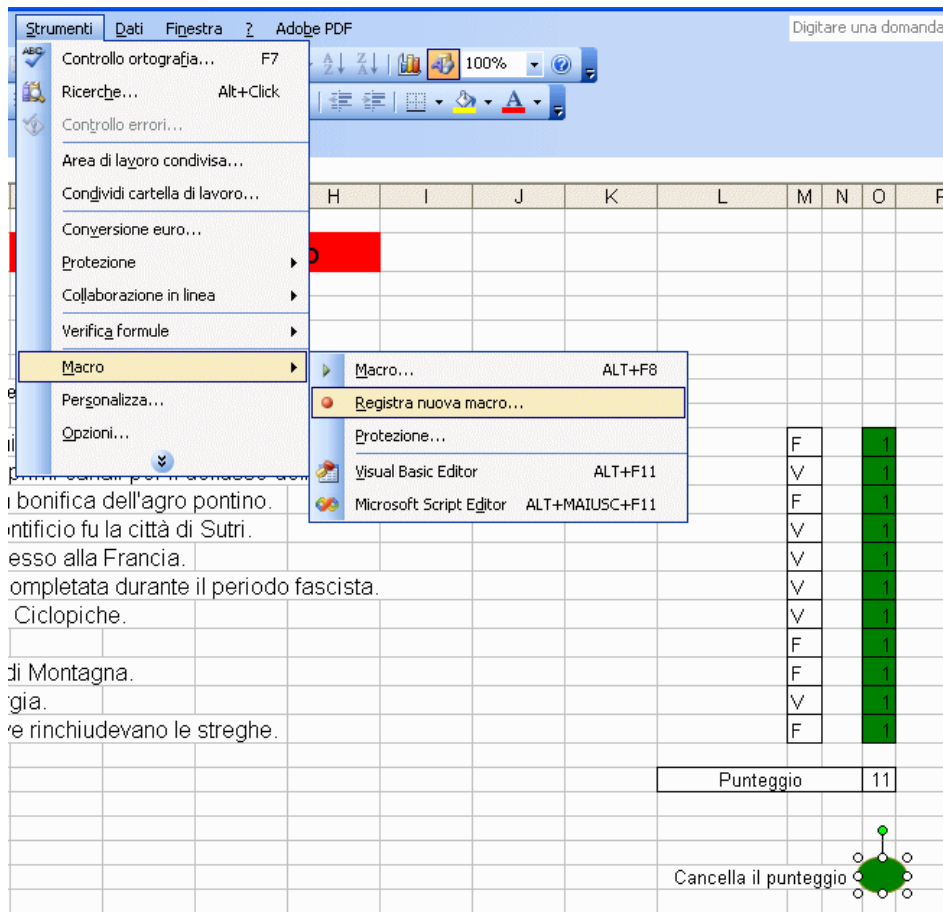 Strumenti Dati Finestra ? Adobe PDF Digitare una domanda
ABC Controllo ortografia... F7
100%
Ricerche... Alt+Click
Controllo errori...
Area di lavoro condivisa...
Condividi cartella di lavoro...
H I J K L M N O
Conversione euro...
Protezione
Collaborazione in linea
Verifica formule
Macro
Macro... ALT+F8
Personalizza...
Registra nuova macro...
Opzioni...
Protezione...
F 1
Visual Basic Editor ALT+F11
V 1
bonifica dell'agro pontino. F 1
Microsoft Script Editor ALT+MAIUSC+F11
ntificio fu la città di Sutri. V 1
esso alla Francia. V 1
ompletata durante il periodo fascista. V 1
Ciclopiche. V 1
F 1
di Montagna. F 1
rgia. V 1
ve rinchiudevano le streghe. F 1
Punteggio 11
Cancella il punteggio